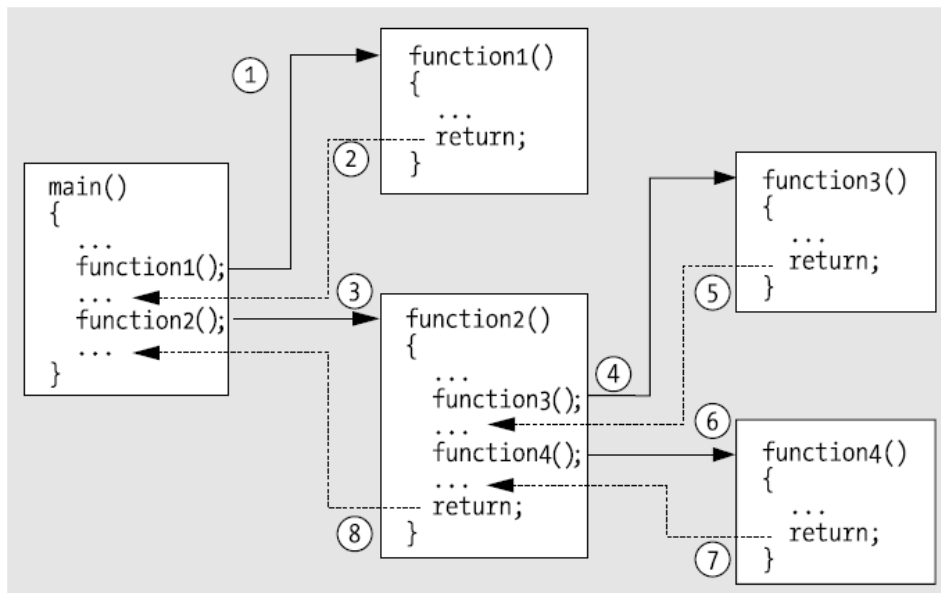 function1()
{
...
return;
}
1
2
main()
{
...
function1();
...
function2();
...
}
3
function2()
{
...
function3();
...
function4();
...
return;
}
4
8
function3()
{
...
return;
}
5
6
function4()
{
...
return;
}
7